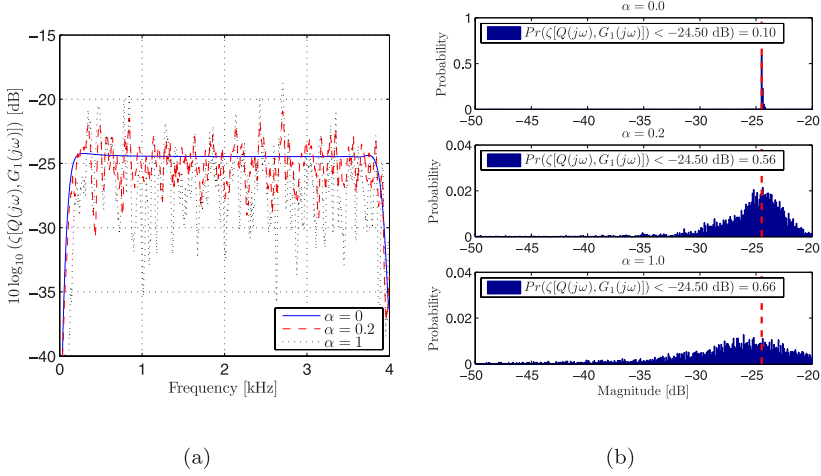 −15
−20
−25
−30
−35
−40
0
1
2
3
4
10 log₁₀ (ζ[Q(jω), G₁(jω)]) [dB]
Frequency [kHz]
α = 0
α = 0.2
α = 1
(a)
α = 0.0
1
0.5
0
Probability
Pr(ζ[Q(jω), G₁(jω)]) < −24.50 dB) = 0.10
−50 −45 −40 −35 −30 −25 −20
α = 0.2
0.04
0.02
0
Probability
Pr(ζ[Q(jω), G₁(jω)]) < −24.50 dB) = 0.56
−50 −45 −40 −35 −30 −25 −20
α = 1.0
0.04
0.02
0
Probability
Pr(ζ[Q(jω), G₁(jω)]) < −24.50 dB) = 0.66
−50 −45 −40 −35 −30 −25 −20
Magnitude [dB]
(b)